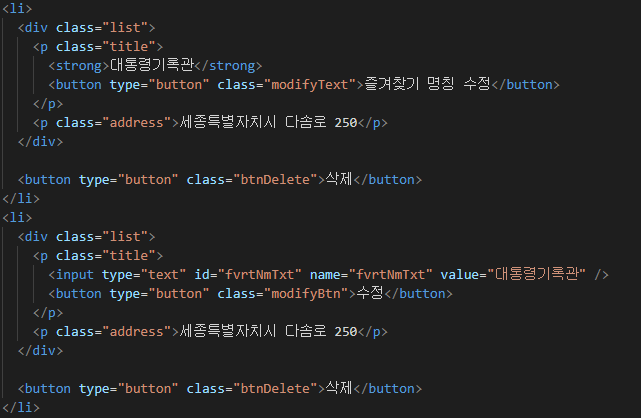 <li>
<div class="list">
<p class="title">
<strong>대통령기록관</strong>
<button type="button" class="modifyText">즐겨찾기 명칭 수정</button>
</p>
<p class="address">세종특별자치시 다솜로 250</p>
</div>
<button type="button" class="btnDelete">삭제</button>
</li>
<li>
<div class="list">
<p class="title">
<input type="text" id="fvrtNmTxt" name="fvrtNmTxt" value="대통령기록관" />
<button type="button" class="modifyBtn">수정</button>
</p>
<p class="address">세종특별자치시 다솜로 250</p>
</div>
<button type="button" class="btnDelete">삭제</button>
</li>